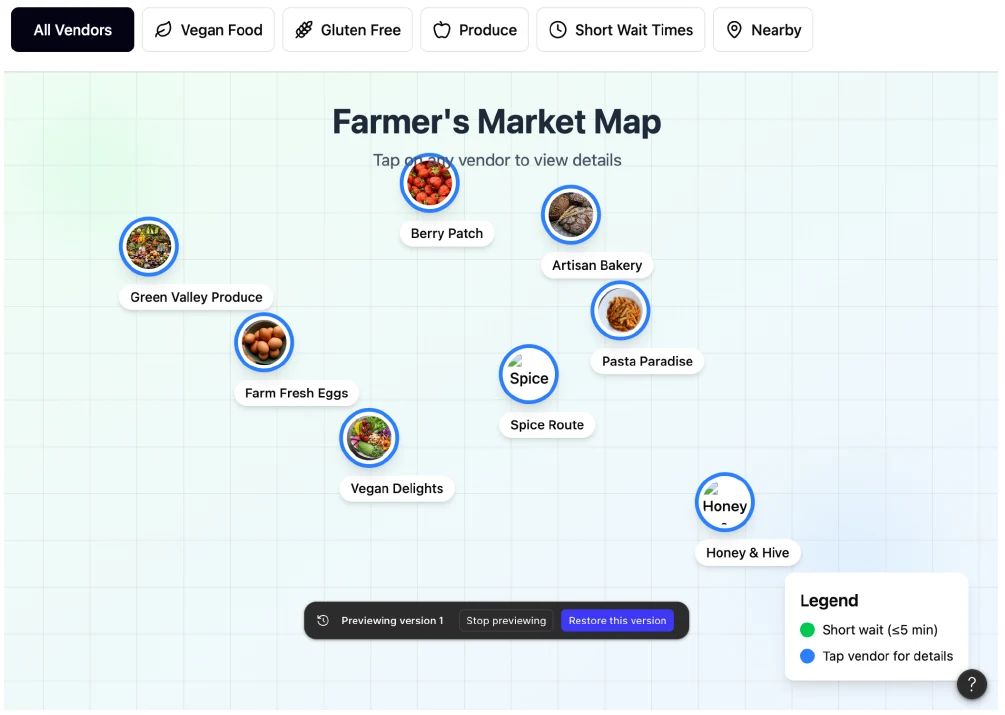 All Vendors
Vegan Food
Gluten Free
Produce
Short Wait Times
Nearby
Farmer's Market Map
Tap on any vendor to view details
Berry Patch
Artisan Bakery
Green Valley Produce
Pasta Paradise
Farm Fresh Eggs
Spice
Spice Route
Vegan Delights
Honey
Honey & Hive
Legend
Short wait (≤5 min)
Tap vendor for details
Previewing version 1
Stop previewing
Restore this version
?